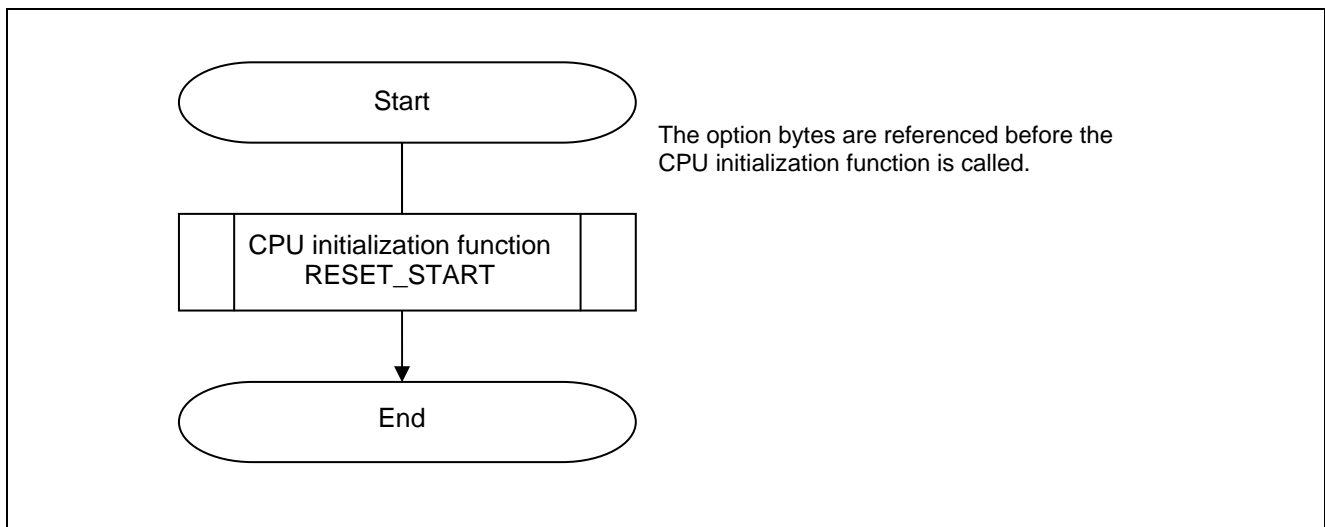 Start
The option bytes are referenced before the
CPU initialization function is called.
CPU initialization function
RESET_START
End